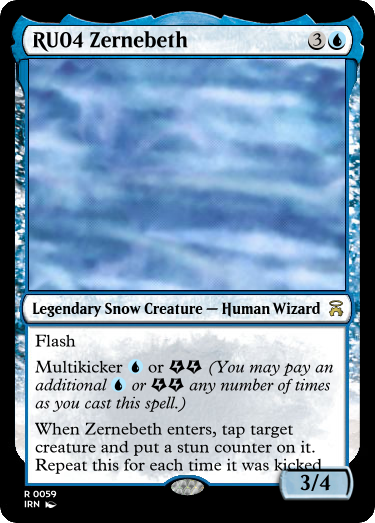 RU04 Zernebeth 3
Legendary Snow Creature — Human Wizard
Flash
Multikicker or (You may pay an
additional or any number of times
as you cast this spell.)
When Zernebeth enters, tap target
creature and put a stun counter on it.
Repeat this for each time it was kicked
3/4
R 0059
IRN